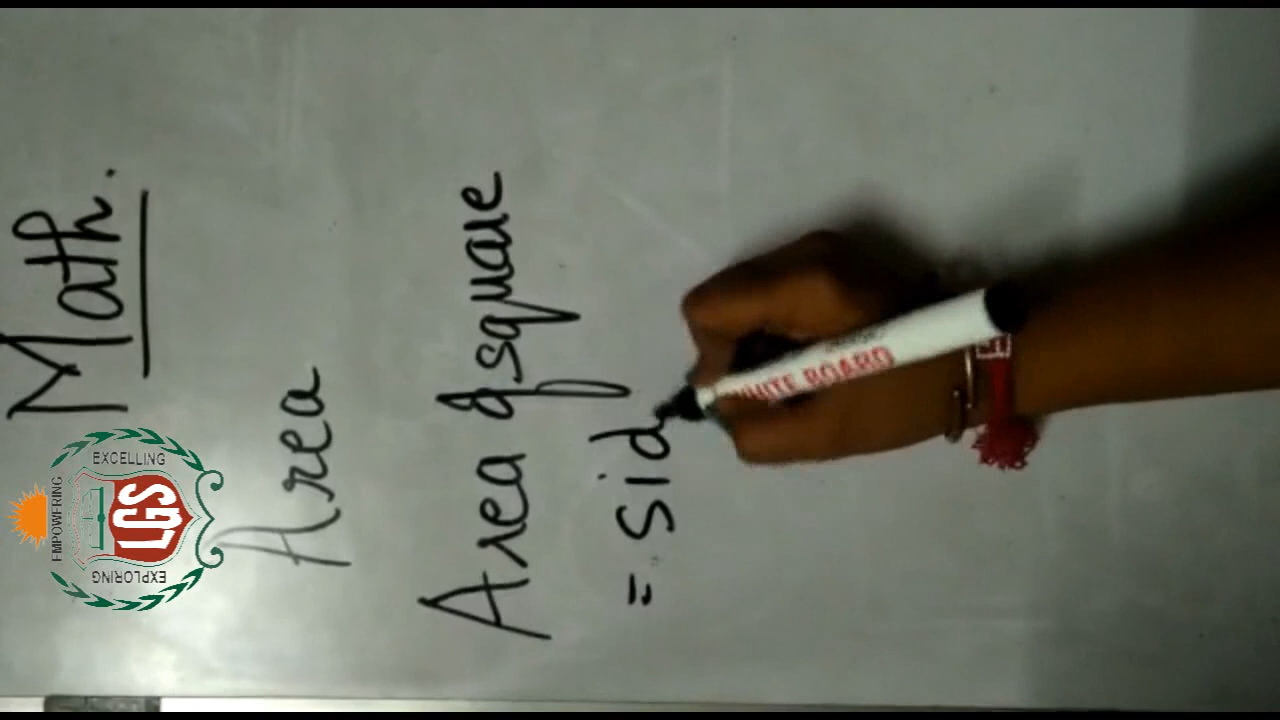 Math.
Area
Area of square
= Sid
WHITE BOARD
EXCELLING
EMPOWERING
LGS
EXPLORING